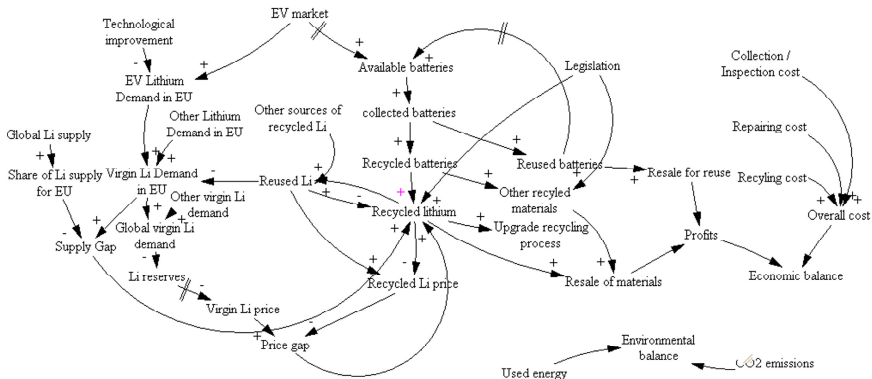 EV market
Technological
improvement
Available batteries
Legislation
Collection /
Inspection cost
EV Lithium
Demand in EU
Other sources of
recycled Li
collected batteries
Other Lithium
Demand in EU
Global Li supply
Repairing cost
Share of Li supply
for EU
Virgin Li Demand
in EU
Reused Li
Recycled batteries
Reused batteries
Resale for reuse
Recyling cost
Other virgin Li
demand
Other recyled
materials
Recycled lithium
Overall cost
Global virgin Li
demand
Upgrade recycling
process
Supply Gap
Profits
Li reserves
Recycled Li price
Resale of materials
Economic balance
Virgin Li price
Price gap
Environmental
balance
Used energy
CO2 emissions